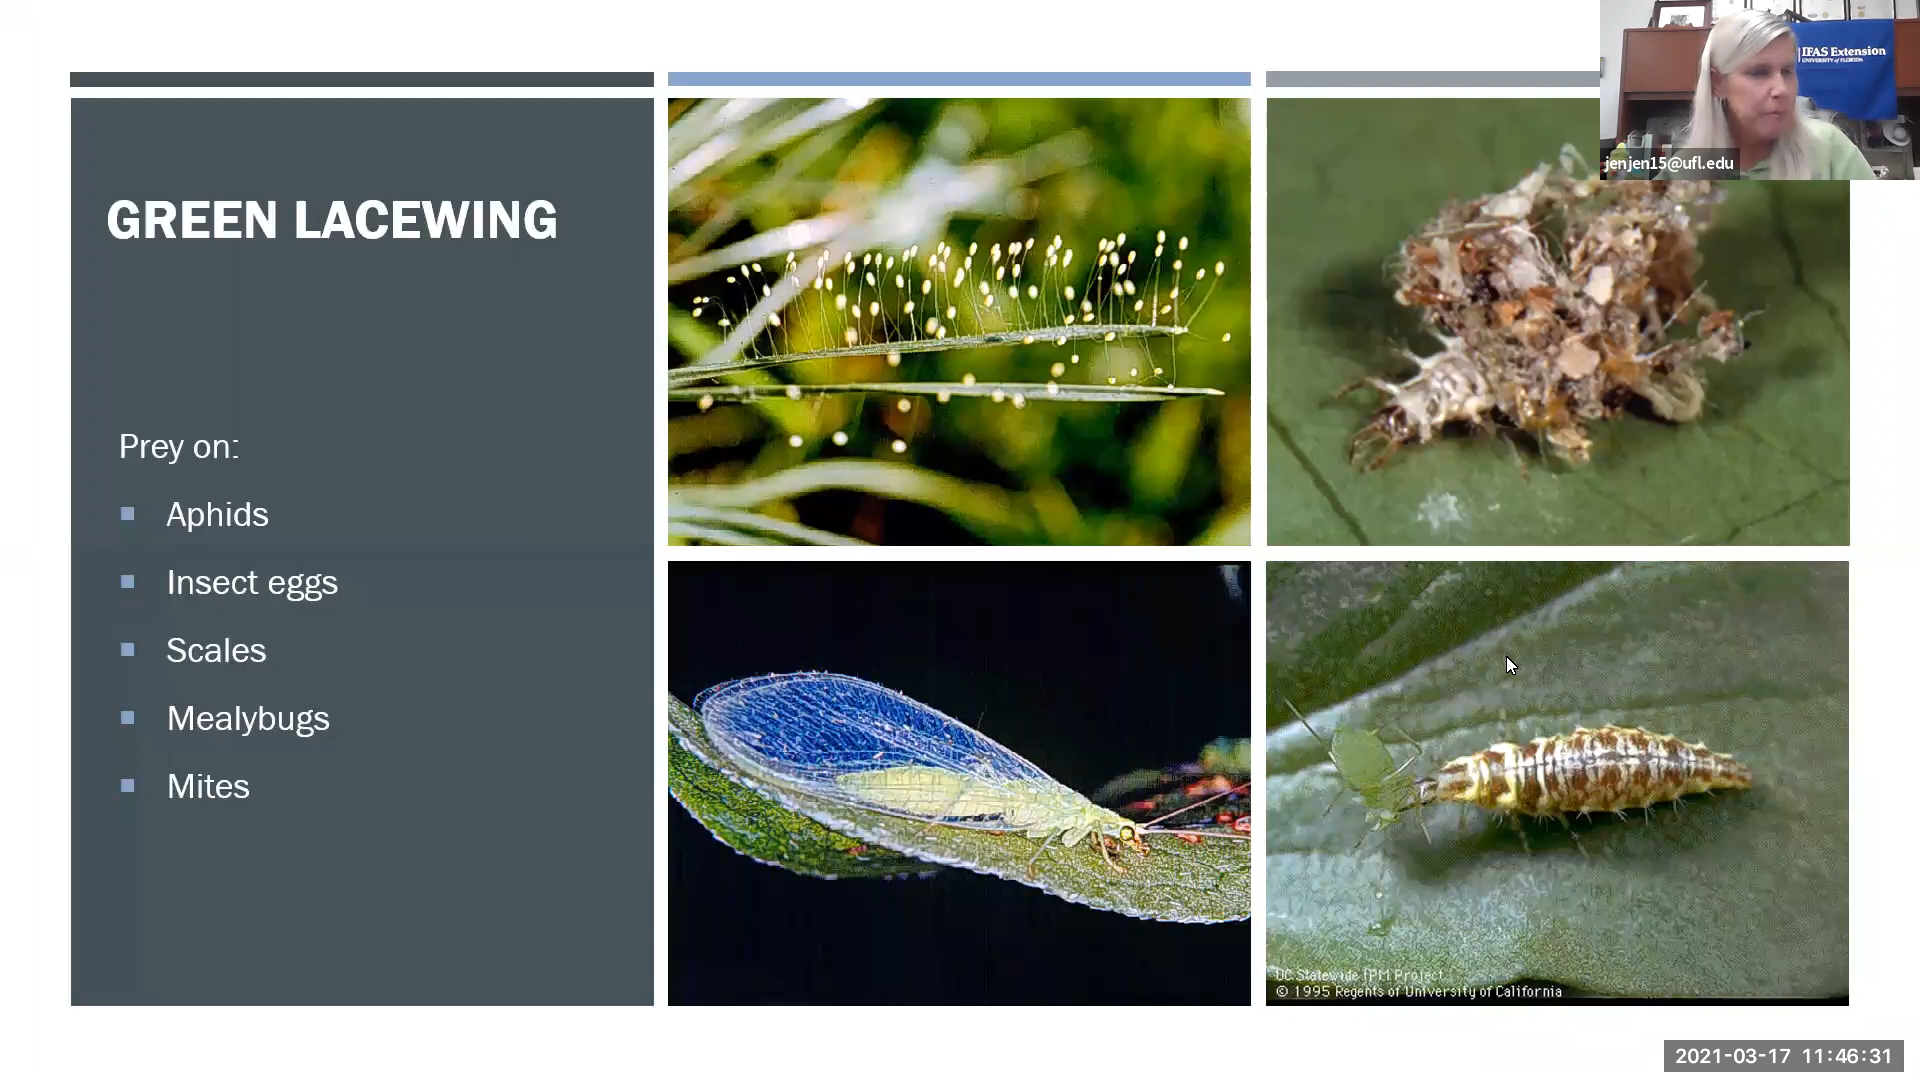 IFAS Extension
UNIVERSITY of FLORIDA
jenjen15@ufl.edu
GREEN LACEWING
Prey on:
Aphids
Insect eggs
Scales
Mealybugs
Mites
UC Statewide IPM Project
© 1995 Regents of University of California
2021-03-17 11:46:31